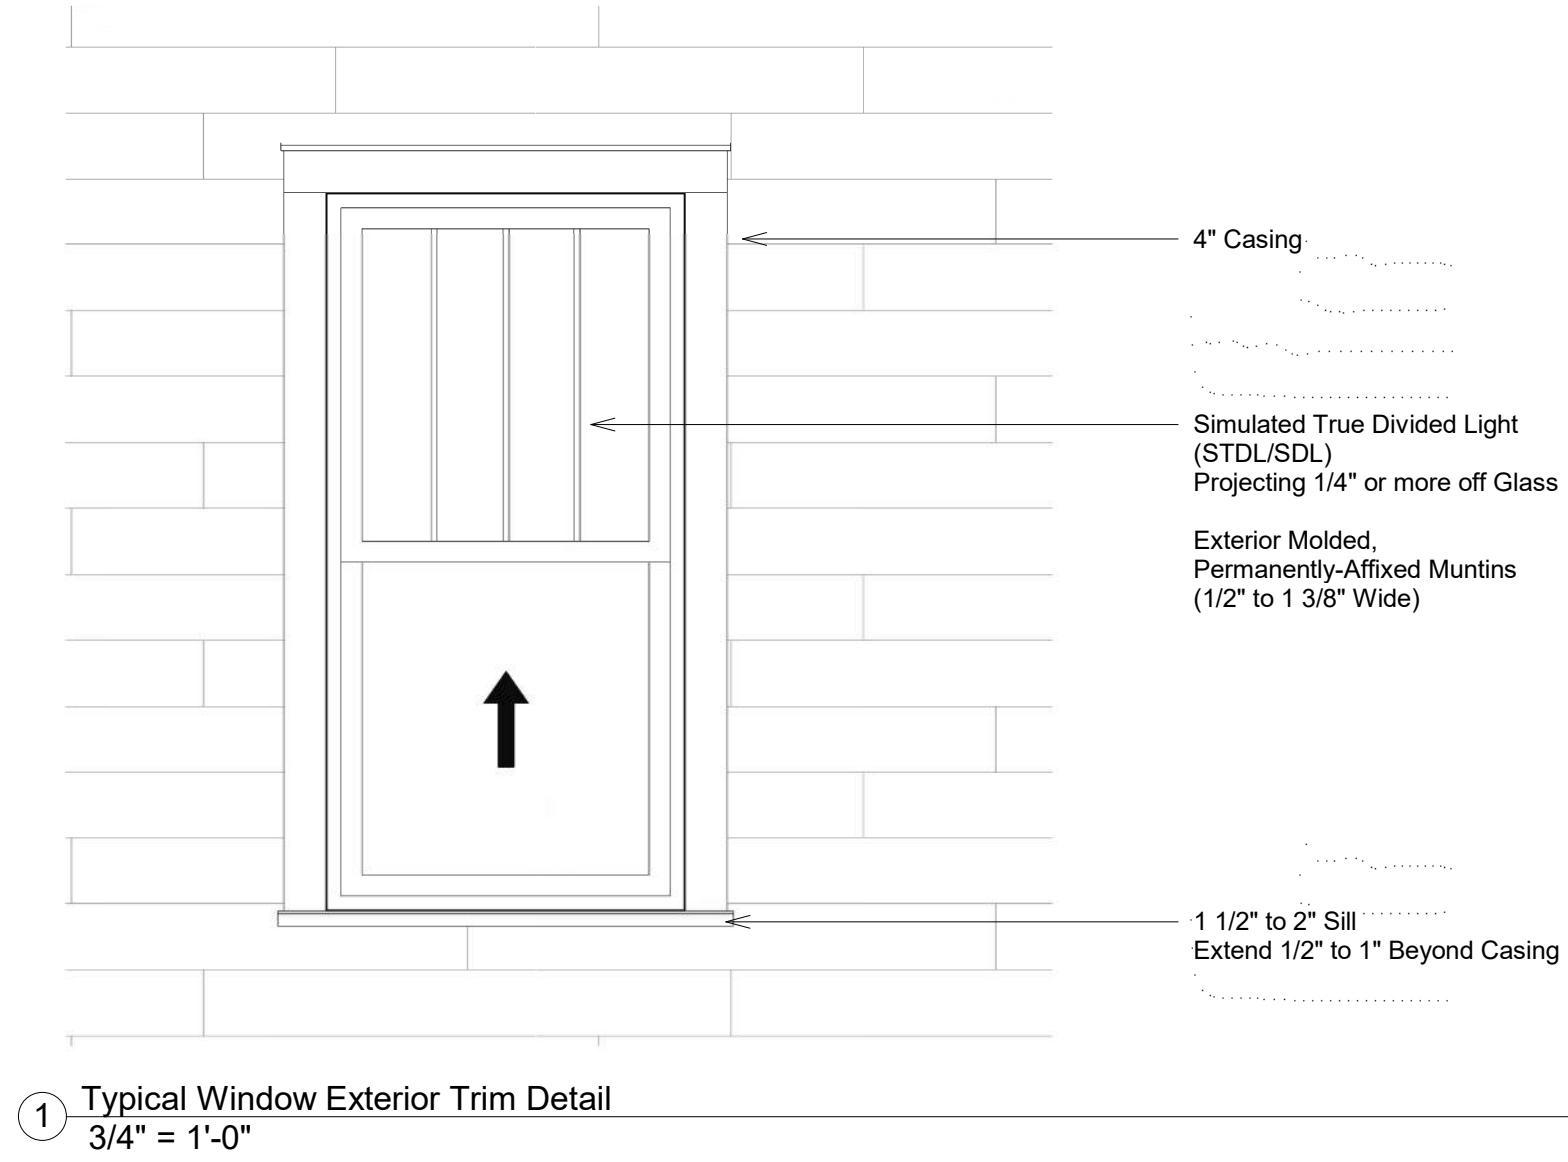 4" Casing
Simulated True Divided Light
(STDL/SDL)
Projecting 1/4" or more off Glass
Exterior Molded,
Permanently-Affixed Muntins
(1/2" to 1 3/8" Wide)
1 1/2" to 2" Sill
Extend 1/2" to 1" Beyond Casing
1
Typical Window Exterior Trim Detail
3/4" = 1'-0"